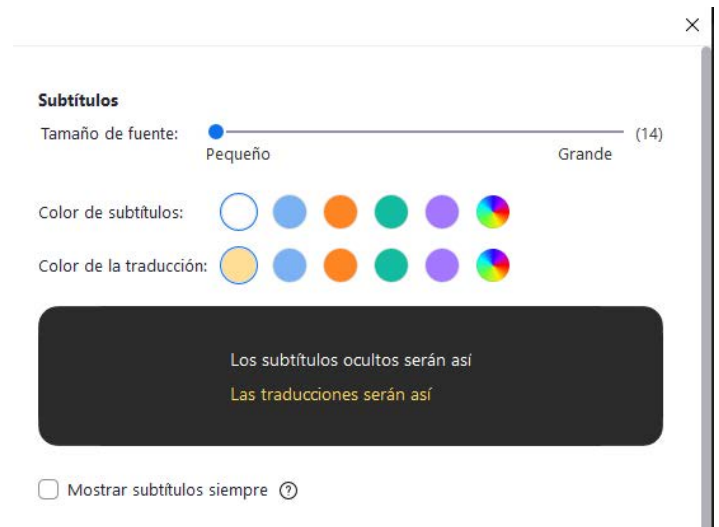 Subtítulos
Tamaño de fuente: (14)
Pequeño Grande
Color de subtítulos:
Color de la traducción:
Los subtítulos ocultos serán así
Las traducciones serán así
Mostrar subtítulos siempre ?